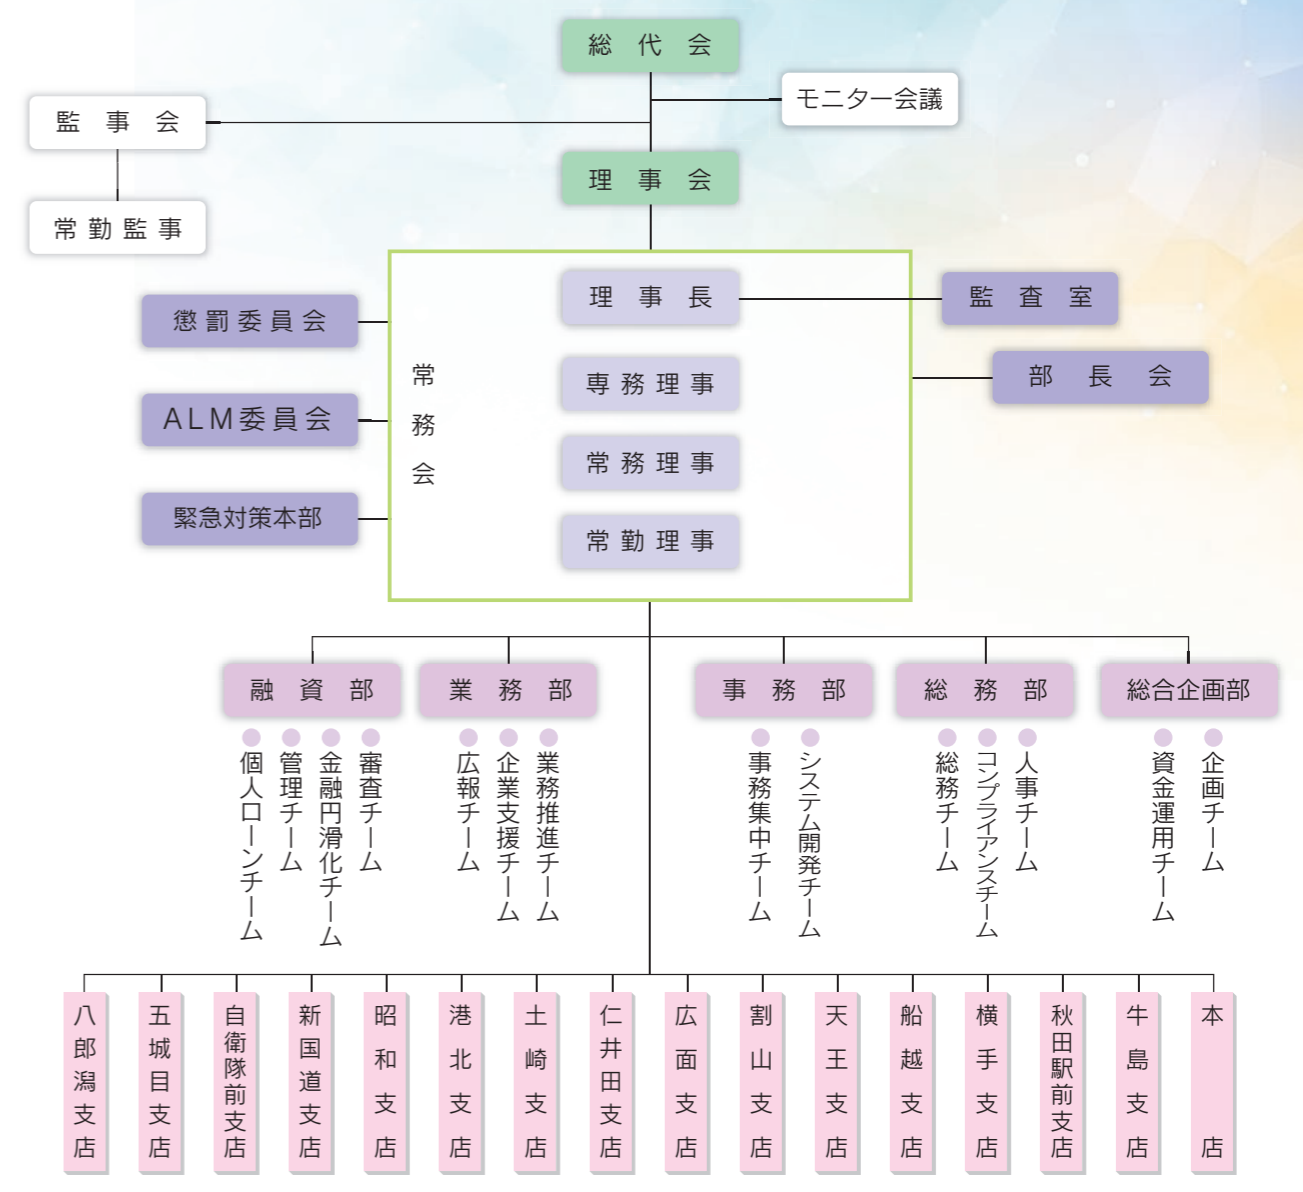 総代会
モニター会議
監事会
理事会
常勤監事
理事長
監査室
懲罰委員会
部長会
常務会
専務理事
ALM委員会
常務理事
緊急対策本部
常勤理事
融資部
業務部
事務部
総務部
総合企画部
個人ローンチーム
管理チーム
金融円滑化チーム
審査チーム
広報チーム
企業支援チーム
業務推進チーム
事務集中チーム
システム開発チーム
総務チーム
コンプライアンスチーム
人事チーム
資金運用チーム
企画チーム
八郎潟支店
五城目支店
自衛隊前支店
新国道支店
昭和支店
港北支店
土崎支店
仁井田支店
広面支店
割山支店
天王支店
船越支店
横手支店
秋田駅前支店
牛島支店
本店